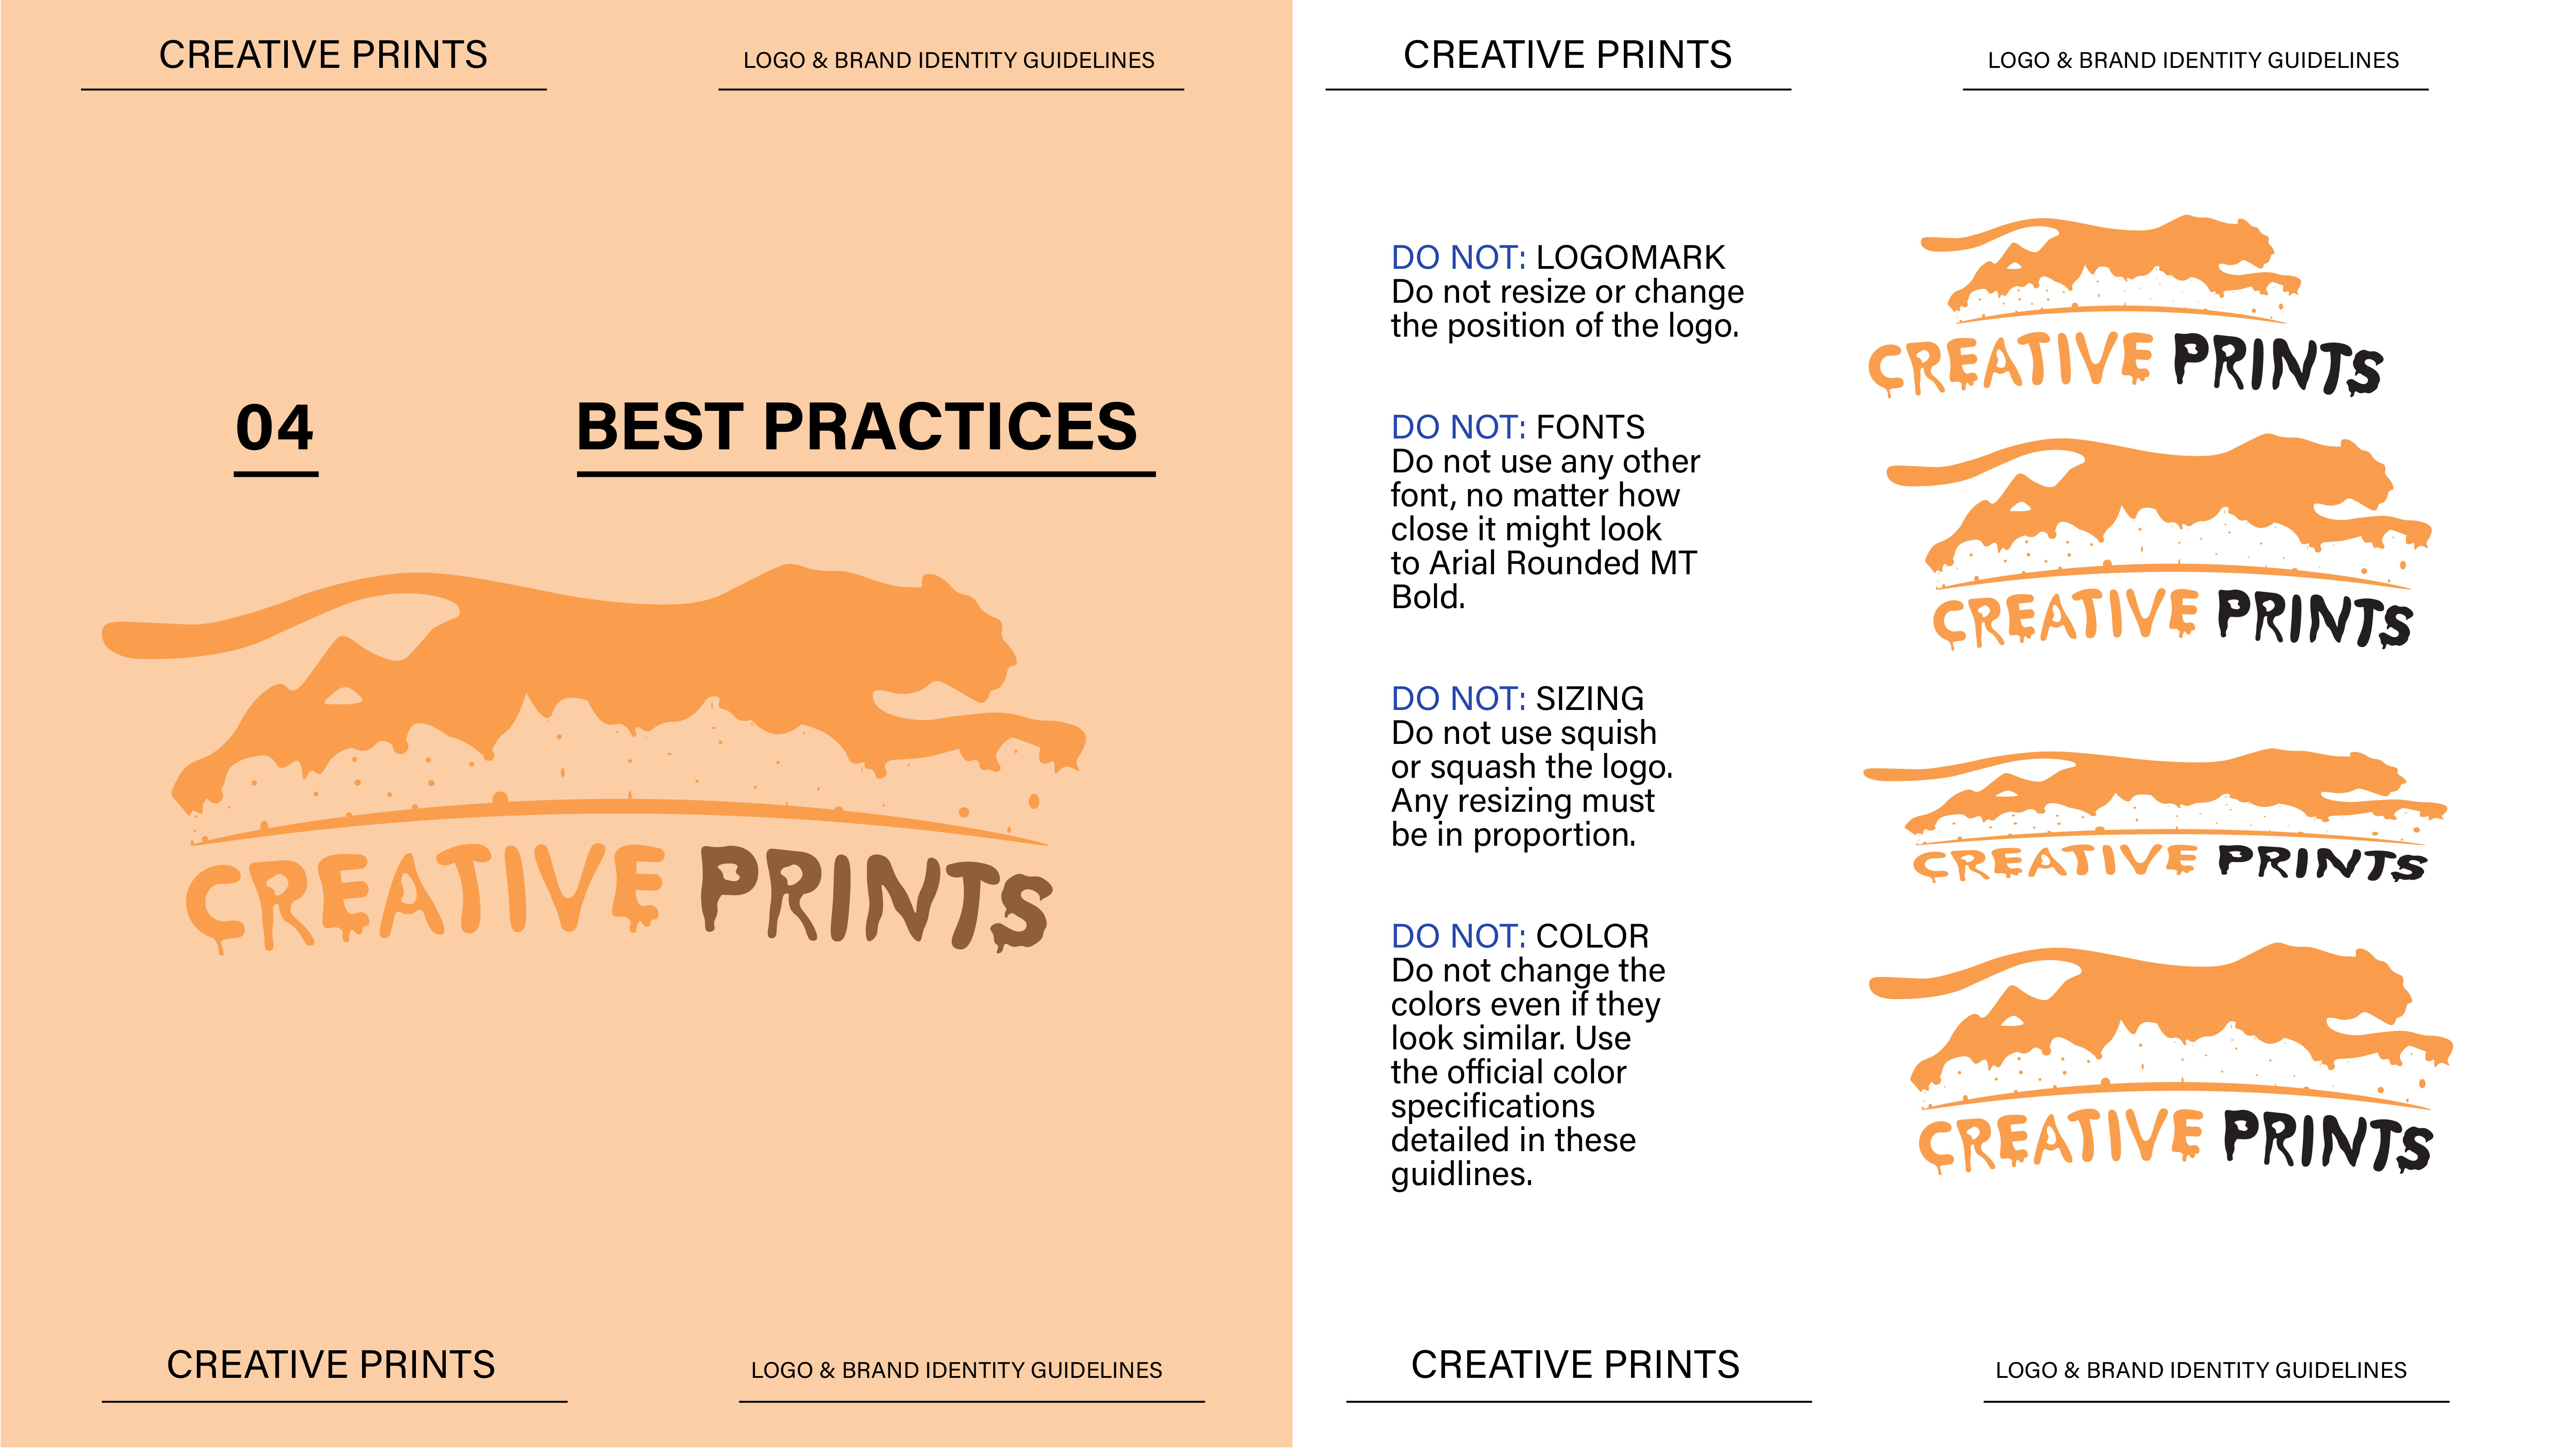 CREATIVE PRINTS
LOGO & BRAND IDENTITY GUIDELINES
04
BEST PRACTICES
CREATIVE PRINTS
CREATIVE PRINTS
LOGO & BRAND IDENTITY GUIDELINES
CREATIVE PRINTS
LOGO & BRAND IDENTITY GUIDELINES
DO NOT: LOGOMARK
Do not resize or change
the position of the logo.
CREATIVE PRINTS
DO NOT: FONTS
Do not use any other
font, no matter how
close it might look
to Arial Rounded MT
Bold.
CREATIVE PRINTS
DO NOT: SIZING
Do not use squish
or squash the logo.
Any resizing must
be in proportion.
CREATIVE PRINTS
DO NOT: COLOR
Do not change the
colors even if they
look similar. Use
the official color
specifications
detailed in these
guidlines.
CREATIVE PRINTS
CREATIVE PRINTS
LOGO & BRAND IDENTITY GUIDELINES